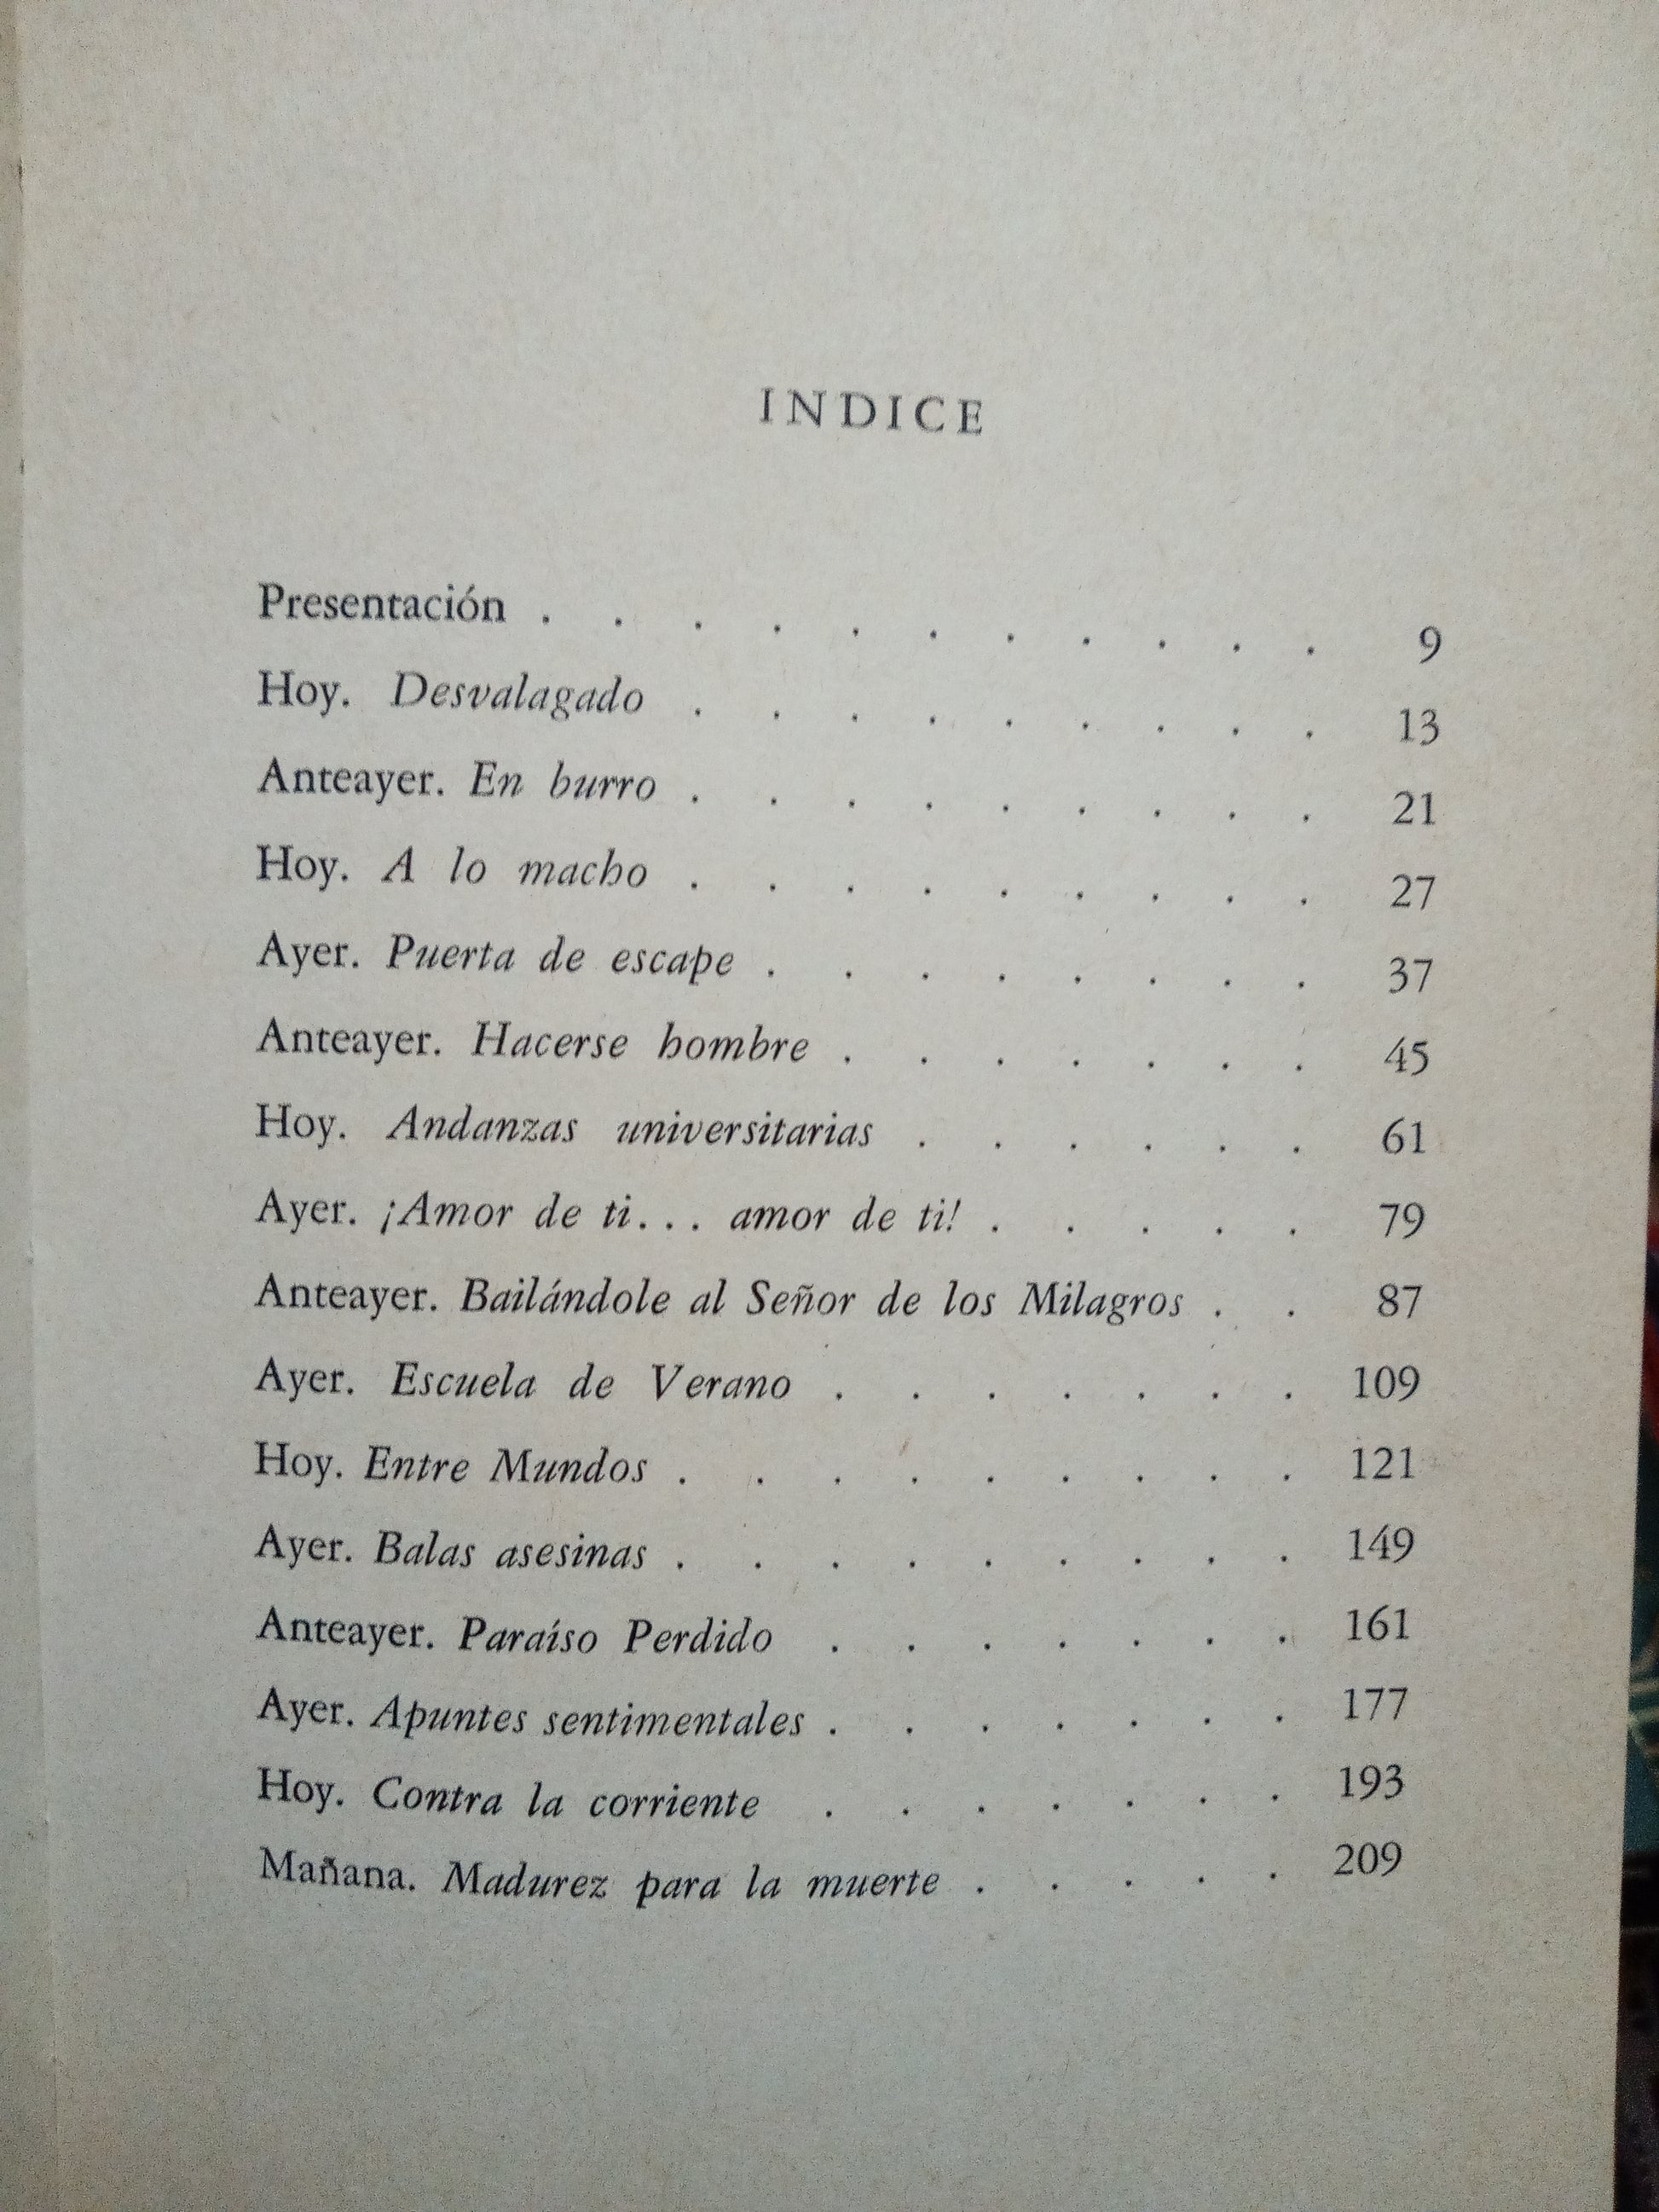 INDICE
Presentación . . . . . . . . . . . 9
Hoy. Desvalagado . . . . . . . . . 13
Anteayer. En burro . . . . . . . . . 21
Hoy. A lo macho . . . . . . . . . 27
Ayer. Puerta de escape . . . . . . . . 37
Anteayer. Hacerse hombre . . . . . . . 45
Hoy. Andanzas universitarias . . . . . . 61
Ayer. ¡Amor de ti... amor de ti! . . . . . 79
Anteayer. Bailándole al Señor de los Milagros . . 87
Ayer. Escuela de Verano . . . . . . . 109
Hoy. Entre Mundos . . . . . . . . . 121
Ayer. Balas asesinas . . . . . . . . . 149
Anteayer. Paraíso Perdido . . . . . . . 161
Ayer. Apuntes sentimentales . . . . . . . 177
Hoy. Contra la corriente . . . . . . . 193
Mañana. Madurez para la muerte . . . . . 209